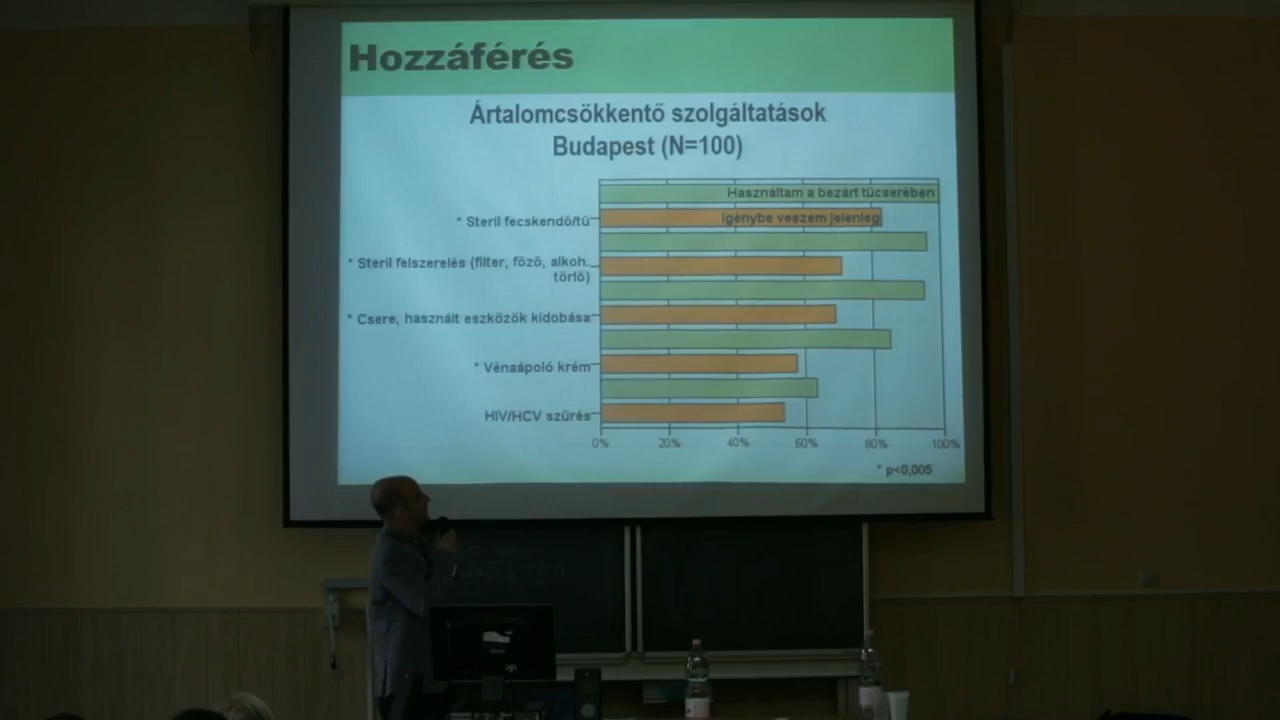 Hozzáférés
Ártalomcsökkentő szolgáltatások
Budapest (N=100)
Használtam a bezárt tűcserében
Igénybe veszem jelenleg
* Steril fecskendő/tű
* Steril felszerelés (filter, főző, alkoh.
törlő)
* Csere, használt eszközök kidobása
* Vénaápoló krém
HIV/HCV szűrés
0% 20% 40% 60% 80% 100%
* p<0,005